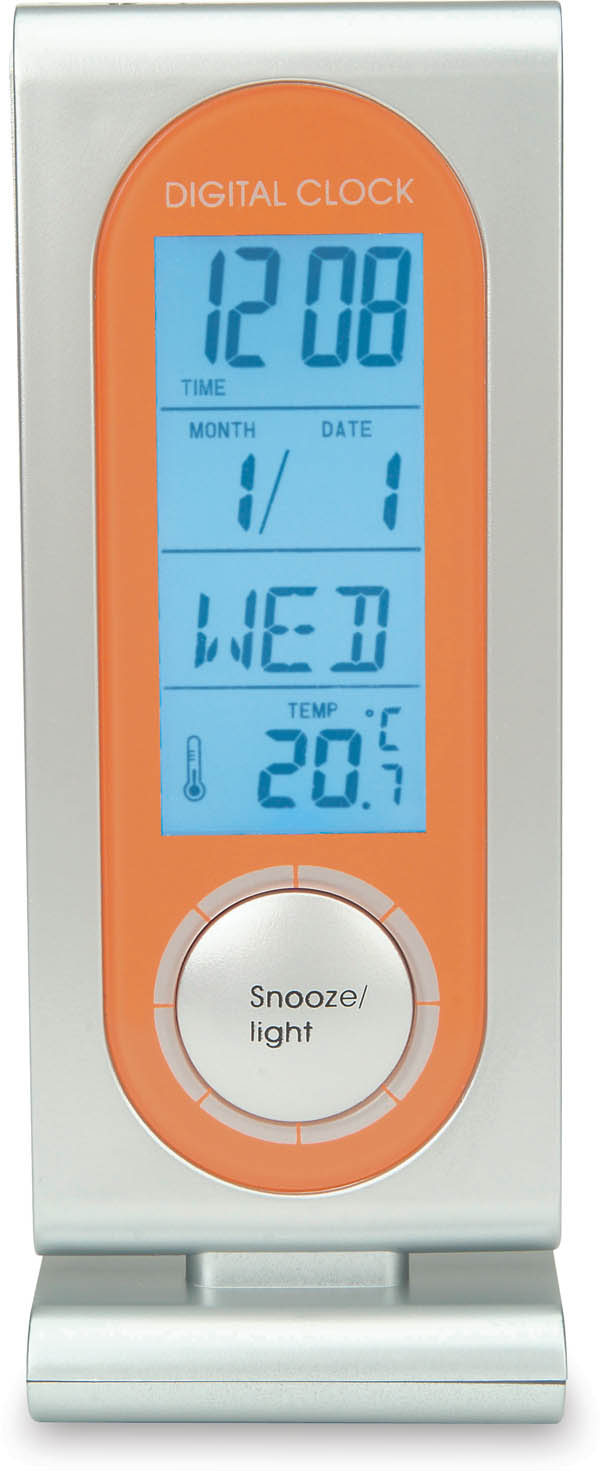 DIGITAL CLOCK
12 08
TIME
MONTH DATE
1/ 1
WED
TEMP °C
20.7
Snooze/
light